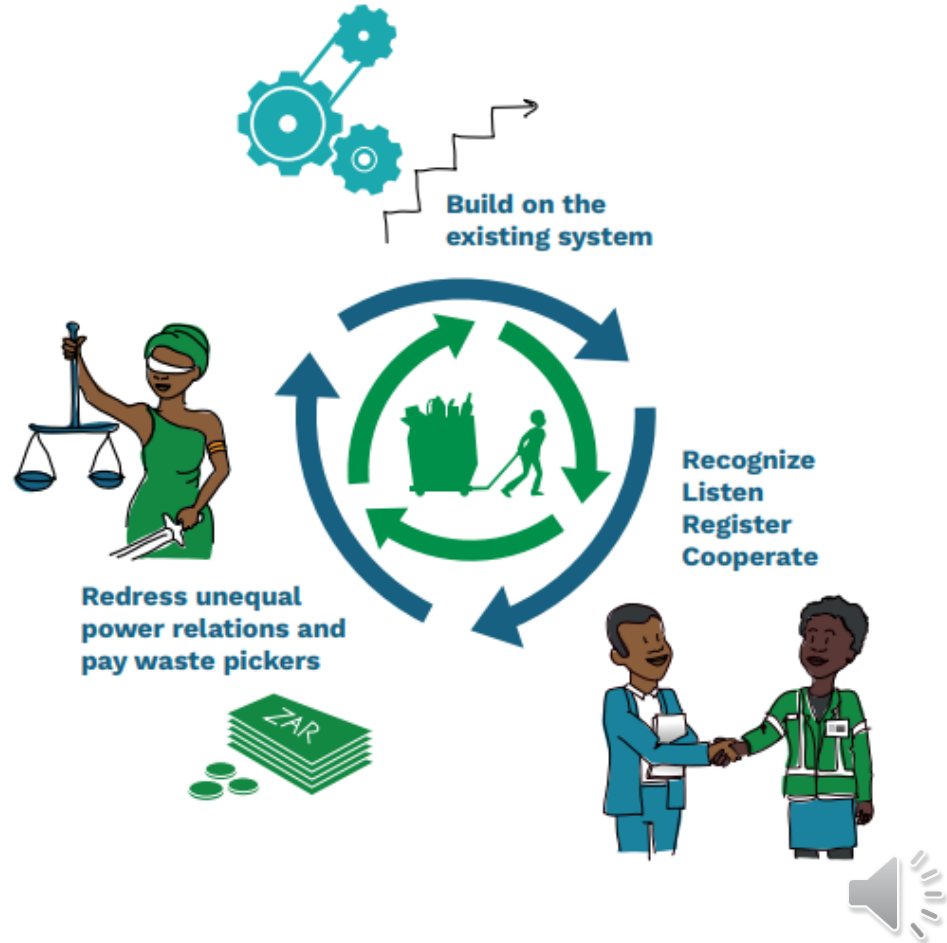 Build on the
existing system
Recognize
Listen
Register
Cooperate
Redress unequal
power relations and
pay waste pickers
ZAR